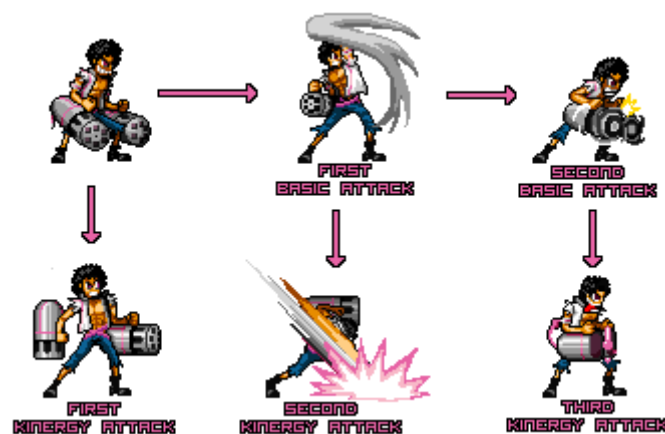 FIRST
BASIC ATTACK
SECOND
BASIC ATTACK
FIRST
KINERGY ATTACK
SECOND
KINERGY ATTACK
THIRD
KINERGY ATTACK